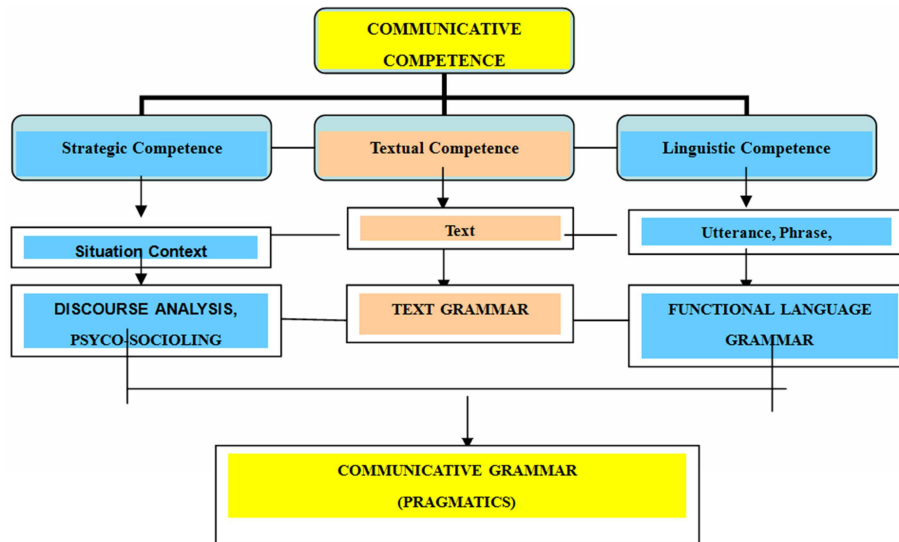 COMMUNICATIVE
COMPETENCE
Strategic Competence
Textual Competence
Linguistic Competence
Situation Context
Text
Utterance, Phrase,
DISCOURSE ANALYSIS,
PSYCO-SOCIOLING
TEXT GRAMMAR
FUNCTIONAL LANGUAGE
GRAMMAR
COMMUNICATIVE GRAMMAR
(PRAGMATICS)